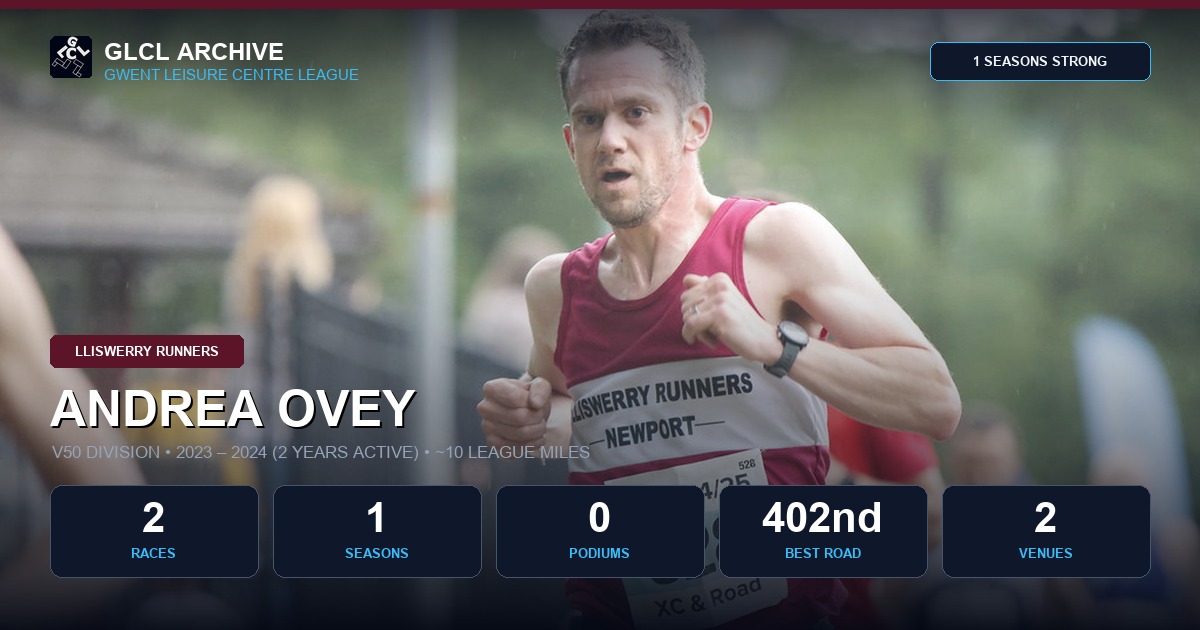 GLCL ARCHIVE
GWENT LEISURE CENTRE LEAGUE
1 SEASONS STRONG
LLISWERRY RUNNERS
ANDREA OVEY
V50 DIVISION • 2023 – 2024 (2 YEARS ACTIVE) • ~10 LEAGUE MILES
LLISWERRY RUNNERS
NEWPORT
528
4/25
2
RACES
1
SEASONS
0
PODIUMS
402nd
BEST ROAD
2
VENUES
XC & Road